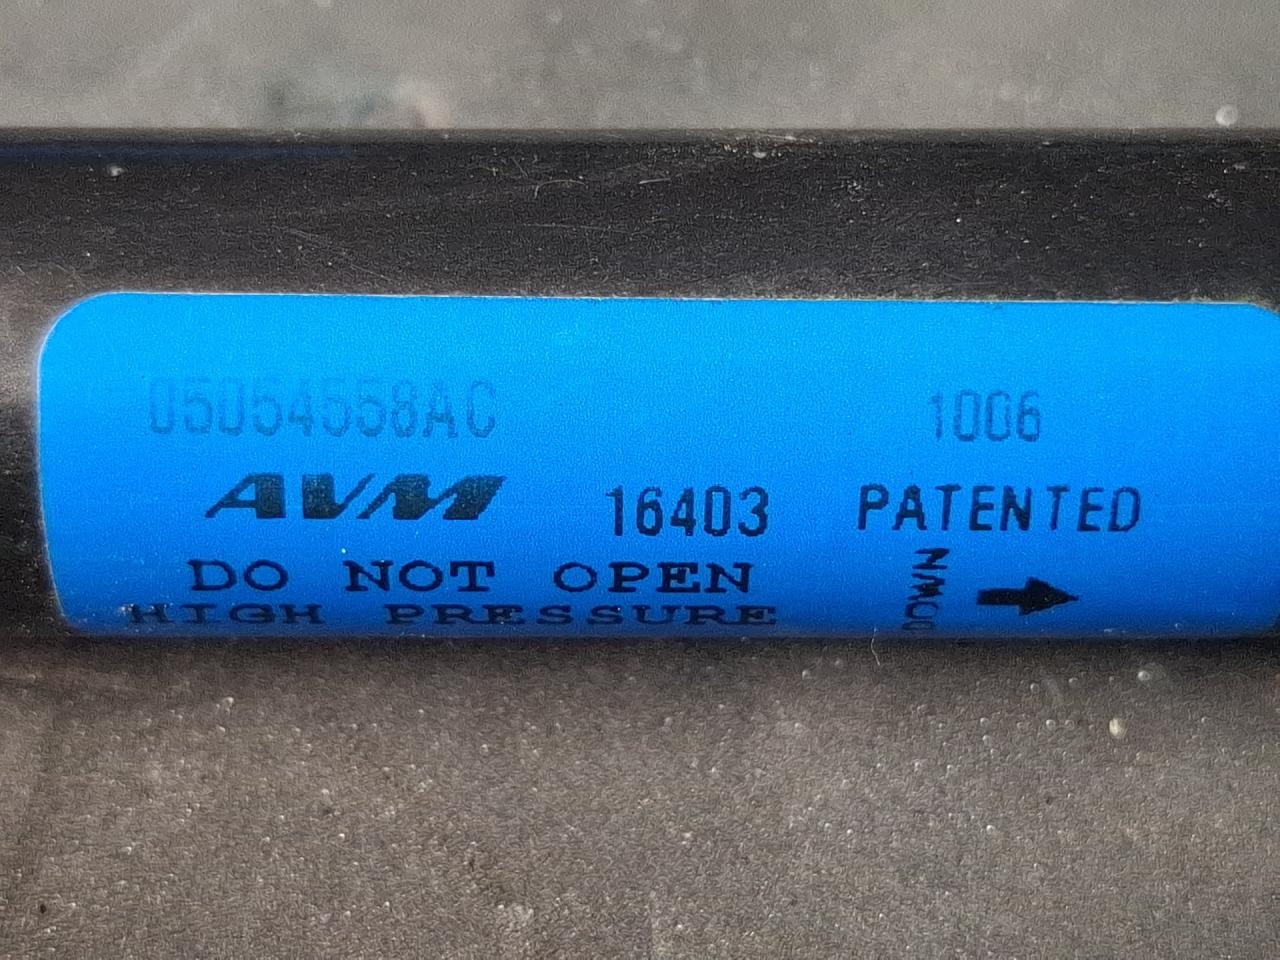 05054558AC 1006
AVM 16403 PATENTED
DO NOT OPEN DOWN
HIGH PRESSURE